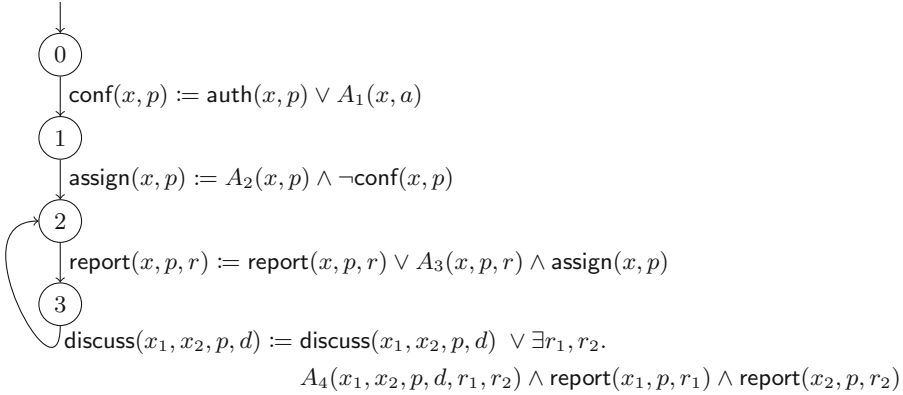 0
conf(x, p) := auth(x, p) ∨ A₁(x, a)
1
assign(x, p) := A₂(x, p) ∧ ¬conf(x, p)
2
report(x, p, r) := report(x, p, r) ∨ A₃(x, p, r) ∧ assign(x, p)
3
discuss(x₁, x₂, p, d) := discuss(x₁, x₂, p, d) ∨ ∃r₁, r₂.
A₄(x₁, x₂, p, d, r₁, r₂) ∧ report(x₁, p, r₁) ∧ report(x₂, p, r₂)